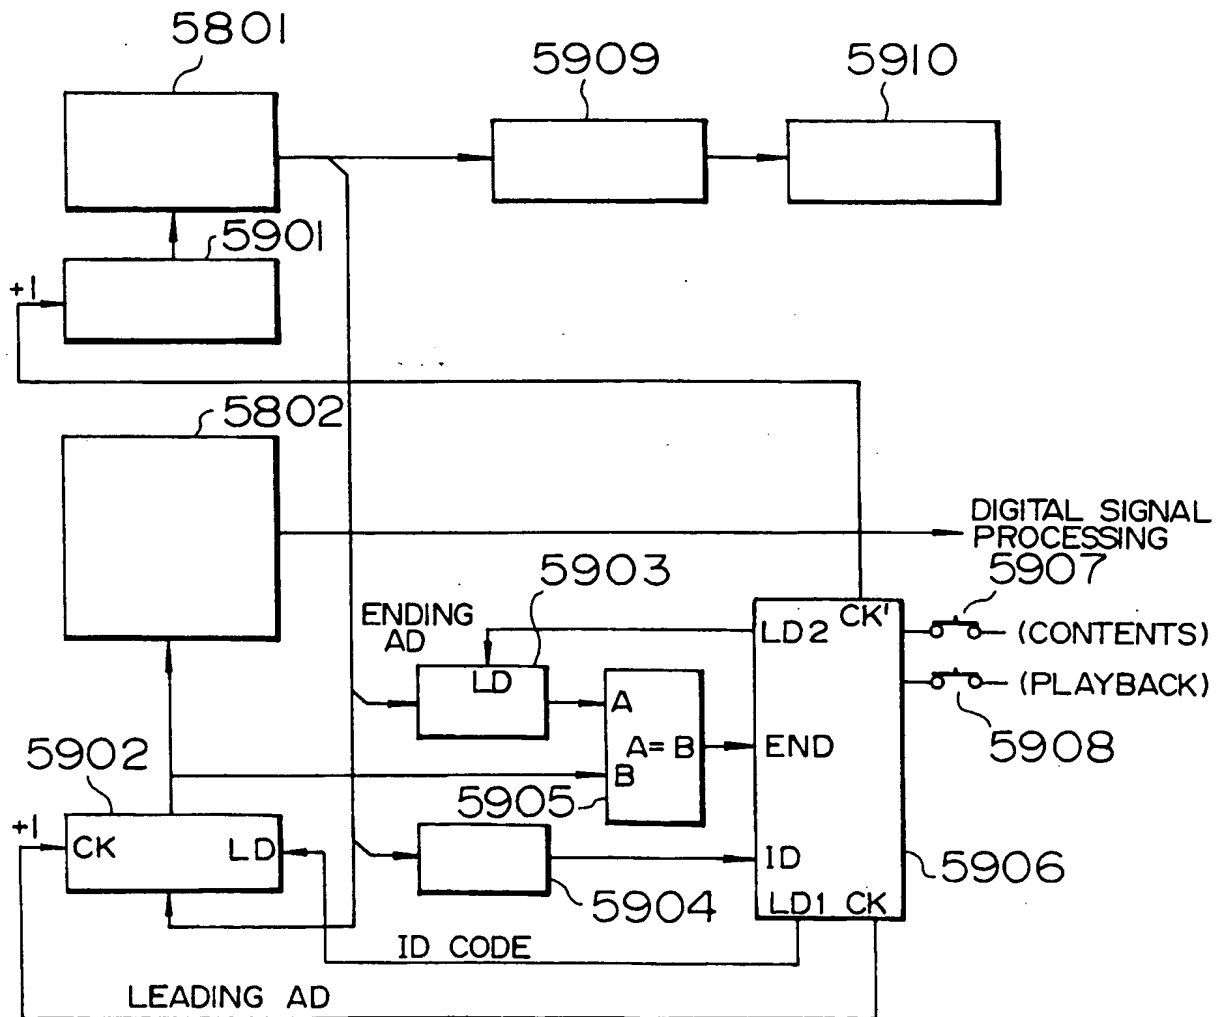 5801
5909
5910
5901
+1
5802
DIGITAL SIGNAL
PROCESSING
5903
5907
ENDING
AD
LD2
CK'
(CONTENTS)
LD
A
(PLAYBACK)
A=B
END
5908
5902
B
5905
+1
CK
LD
ID
5906
5904
LD1
CK
ID CODE
LEADING AD